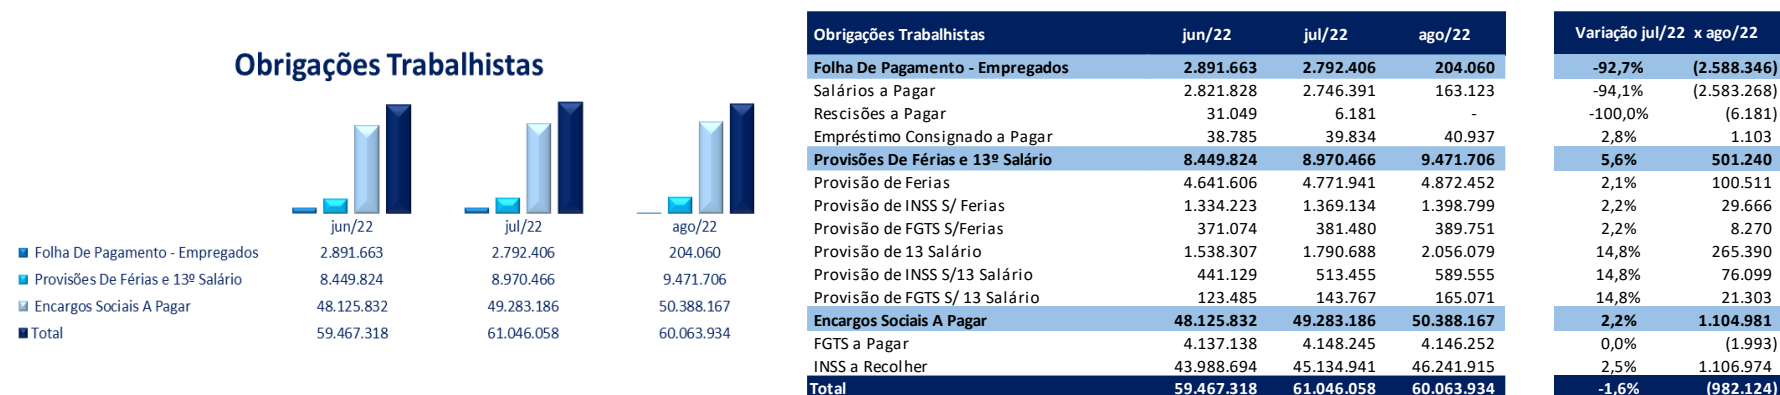 Obrigações Trabalhistas
jun/22 jul/22 ago/22
Folha De Pagamento - Empregados 2.891.663 2.792.406 204.060
Provisões De Férias e 13º Salário 8.449.824 8.970.466 9.471.706
Encargos Sociais A Pagar 48.125.832 49.283.186 50.388.167
Total 59.467.318 61.046.058 60.063.934
Obrigações Trabalhistas jun/22 jul/22 ago/22 Variação jul/22 x ago/22
Folha De Pagamento - Empregados 2.891.663 2.792.406 204.060 -92,7% (2.588.346)
Salários a Pagar 2.821.828 2.746.391 163.123 -94,1% (2.583.268)
Rescisões a Pagar 31.049 6.181 - -100,0% (6.181)
Empréstimo Consignado a Pagar 38.785 39.834 40.937 2,8% 1.103
Provisões De Férias e 13º Salário 8.449.824 8.970.466 9.471.706 5,6% 501.240
Provisão de Ferias 4.641.606 4.771.941 4.872.452 2,1% 100.511
Provisão de INSS S/ Ferias 1.334.223 1.369.134 1.398.799 2,2% 29.666
Provisão de FGTS S/Ferias 371.074 381.480 389.751 2,2% 8.270
Provisão de 13 Salário 1.538.307 1.790.688 2.056.079 14,8% 265.390
Provisão de INSS S/13 Salário 441.129 513.455 589.555 14,8% 76.099
Provisão de FGTS S/ 13 Salário 123.485 143.767 165.071 14,8% 21.303
Encargos Sociais A Pagar 48.125.832 49.283.186 50.388.167 2,2% 1.104.981
FGTS a Pagar 4.137.138 4.148.245 4.146.252 0,0% (1.993)
INSS a Recolher 43.988.694 45.134.941 46.241.915 2,5% 1.106.974
Total 59.467.318 61.046.058 60.063.934 -1,6% (982.124)